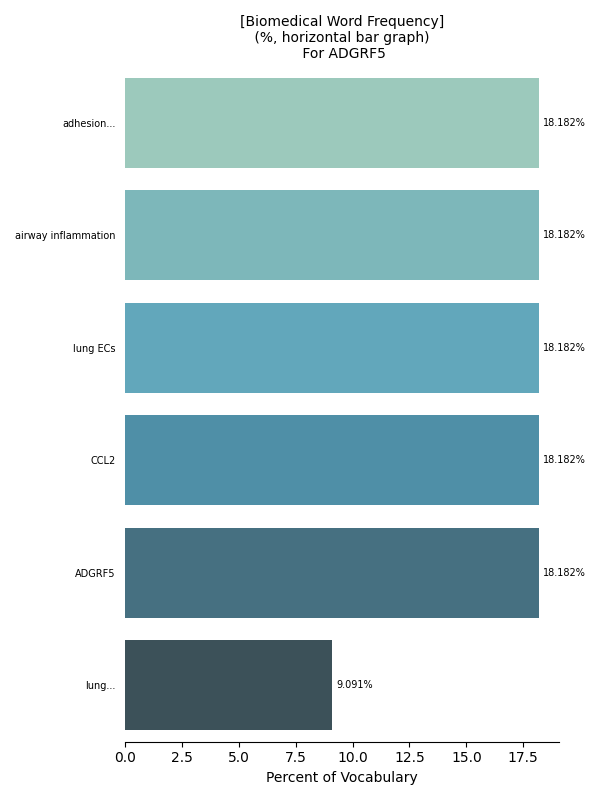 [Biomedical Word Frequency]
(%, horizontal bar graph)
For ADGRF5
adhesion...
18.182%
airway inflammation
18.182%
lung ECs
18.182%
CCL2
18.182%
ADGRF5
18.182%
lung...
9.091%
0.0 2.5 5.0 7.5 10.0 12.5 15.0 17.5
Percent of Vocabulary